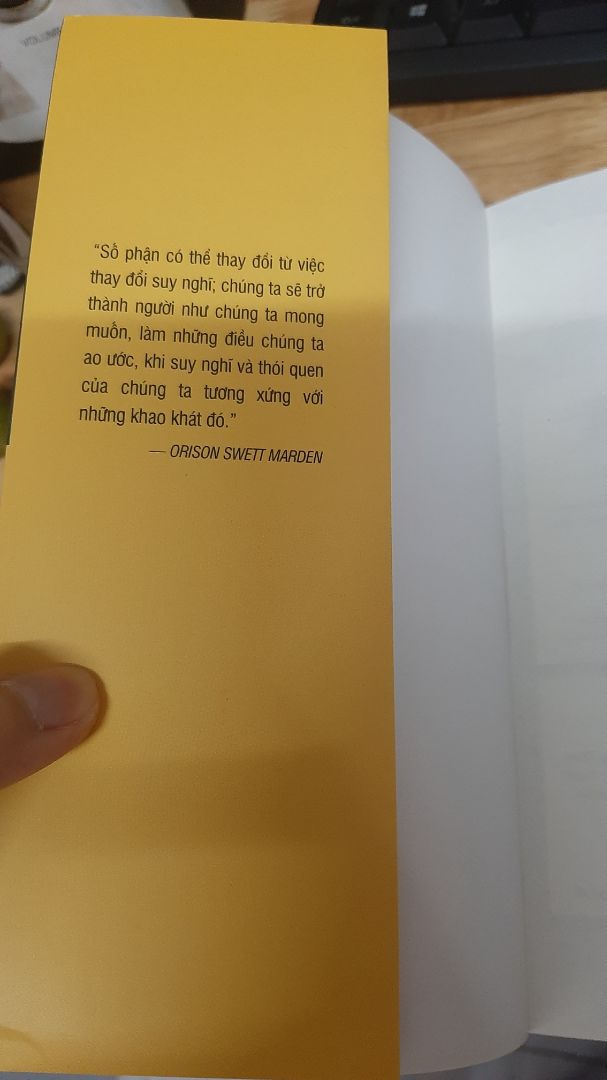 “Số phận có thể thay đổi từ việc
thay đổi suy nghĩ; chúng ta sẽ trở
thành người như chúng ta mong
muốn, làm những điều chúng ta
ao ước, khi suy nghĩ và thói quen
của chúng ta tương xứng với
những khao khát đó.”
— ORISON SWETT MARDEN